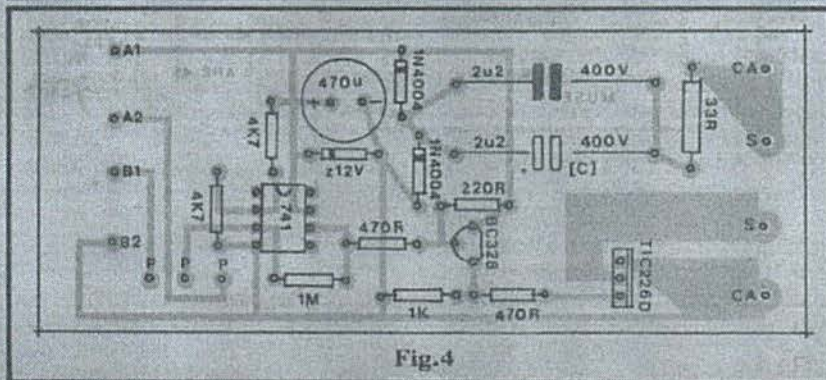 A1
1N4004
470u
+
-
2u2
400V
CA
A2
4K7
33R
B1
z12V
1N4004
2u2
400V
[C]
S
4K7
741
220R
BC328
B2
470R
S
P
P
P
1M
1K
470R
TIC226D
CA
Fig.4